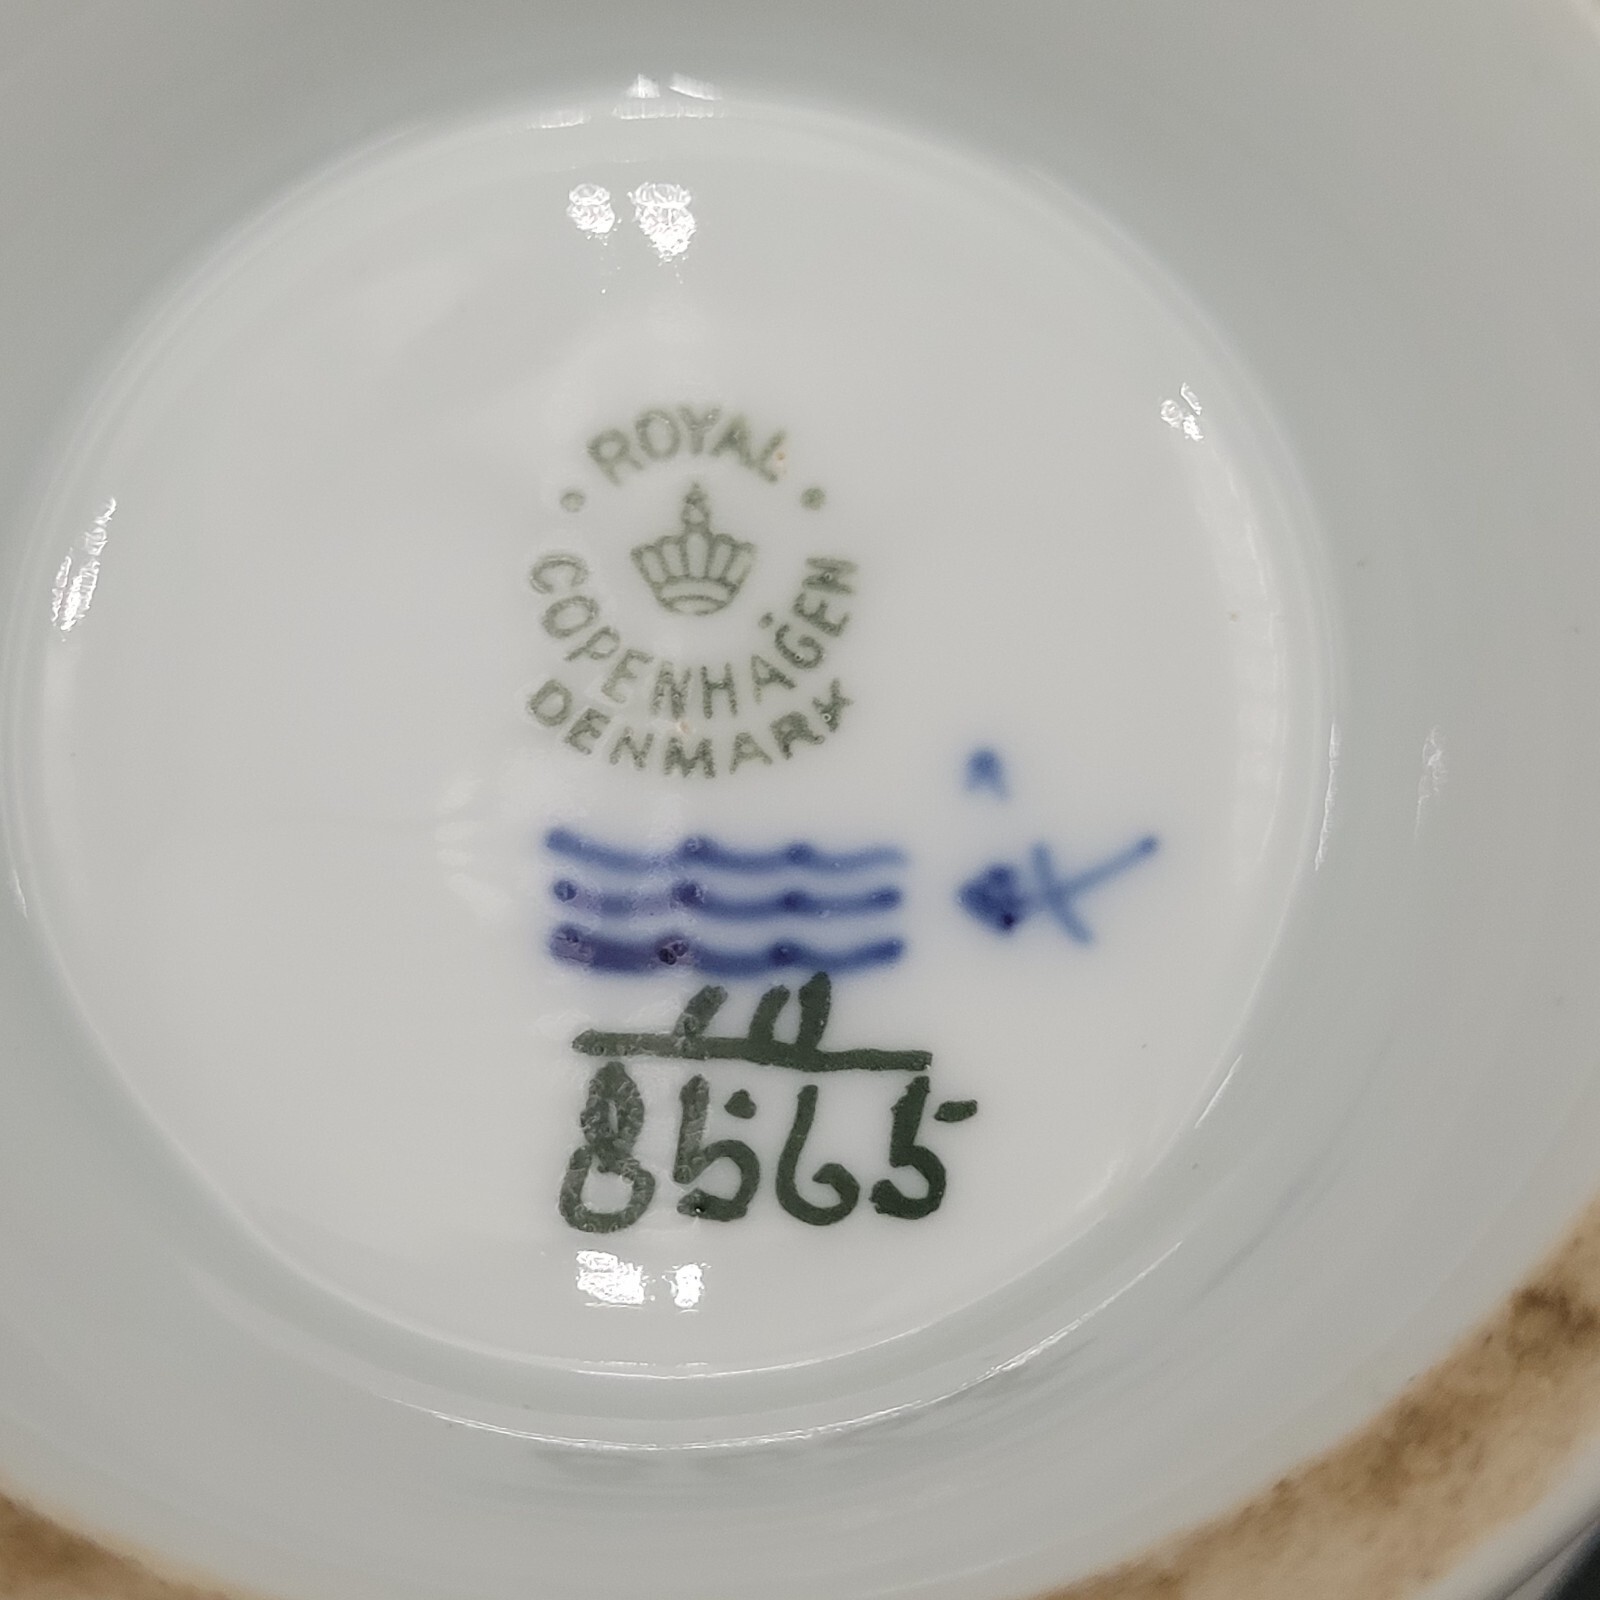 ROYAL
COPENHAGEN
DENMARK
8565